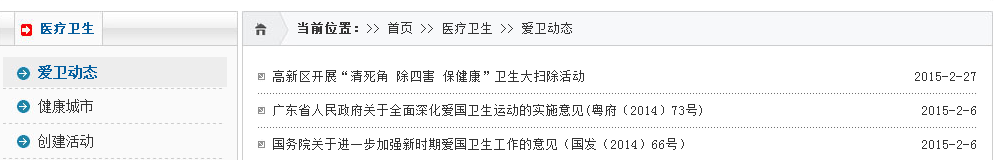 医疗卫生
爱卫动态
健康城市
创建活动
当前位置：>> 首页 >> 医疗卫生 >> 爱卫动态
高新区开展“清死角 除四害 保健康”卫生大扫除活动 2015-2-27
广东省人民政府关于全面深化爱国卫生运动的实施意见(粤府（2014）73号) 2015-2-6
国务院关于进一步加强新时期爱国卫生工作的意见（国发（2014）66号） 2015-2-6